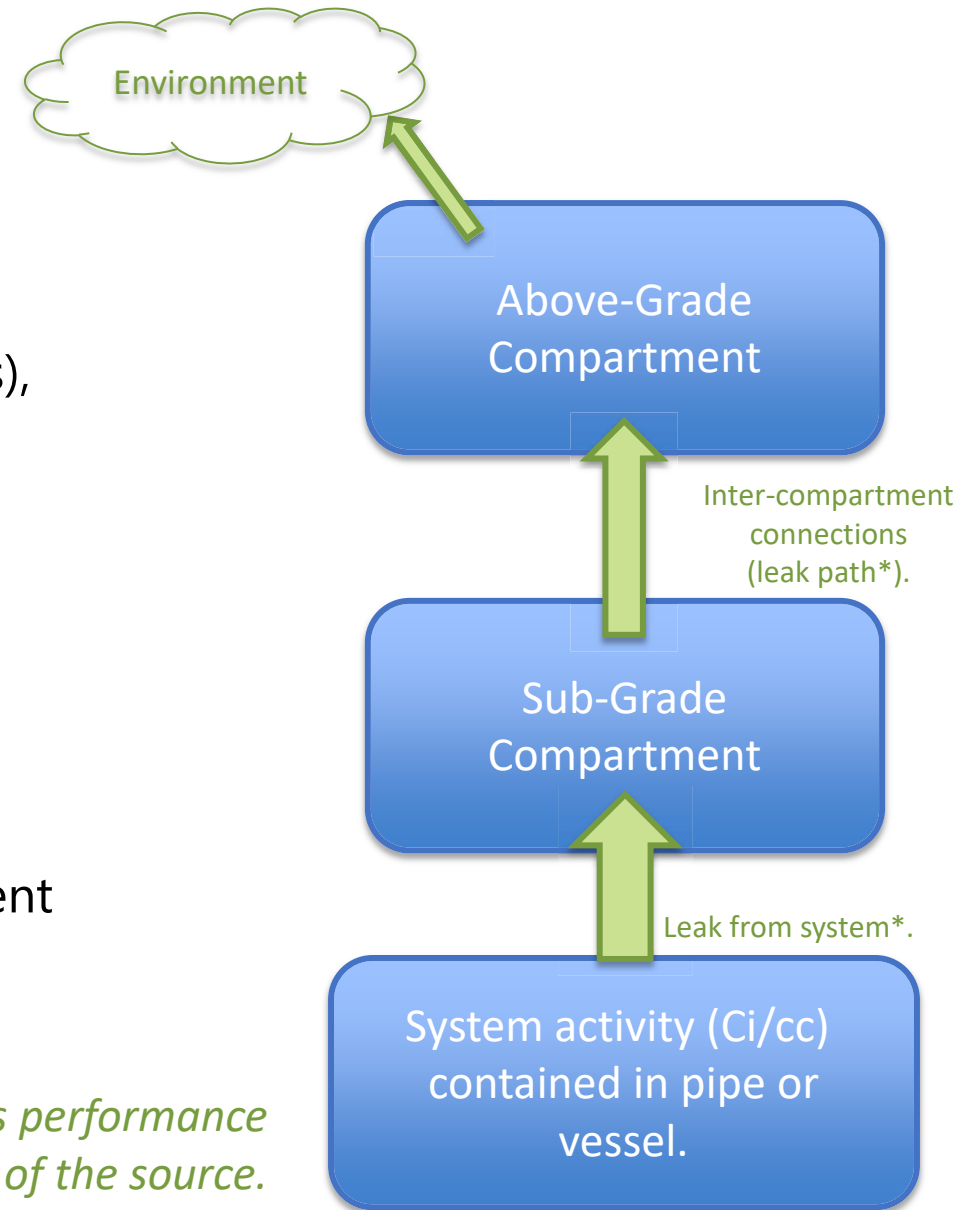 Environment
Above-Grade
Compartment
s),
Inter-compartment
connections
(leak path*).
Sub-Grade
Compartment
ent
Leak from system*.
System activity (Ci/cc)
contained in pipe or
vessel.
s performance
of the source.